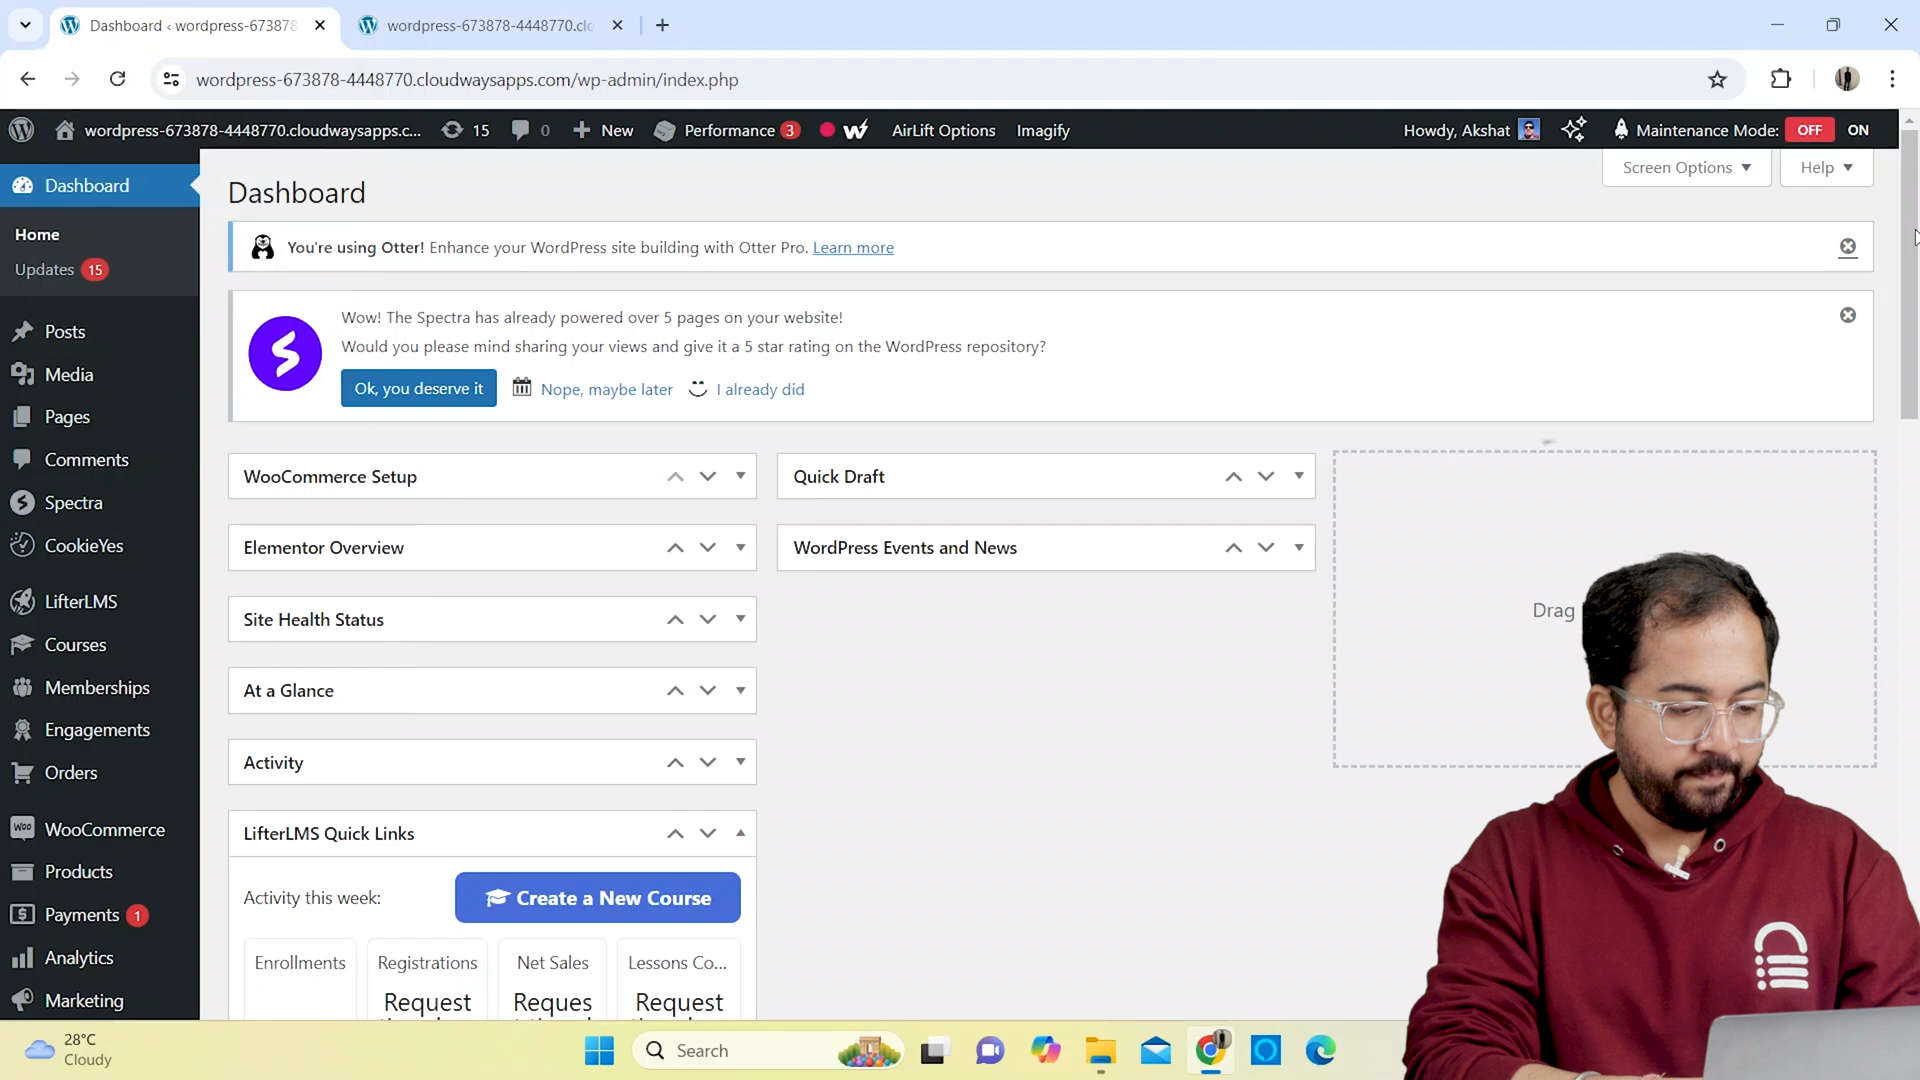 Dashboard ‹ wordpress-673878
wordpress-673878-4448770.clo
wordpress-673878-4448770.cloudwaysapps.com/wp-admin/index.php
wordpress-673878-4448770.cloudwaysapps.c... 15 0 New Performance 3 AirLift Options Imagify Howdy, Akshat Maintenance Mode: OFF ON
Screen Options Help
Dashboard
Home
Updates 15
Posts
Media
Pages
Comments
Spectra
CookieYes
LifterLMS
Courses
Memberships
Engagements
Orders
WooCommerce
Products
Payments 1
Analytics
Marketing
Dashboard
You're using Otter! Enhance your WordPress site building with Otter Pro. Learn more
Wow! The Spectra has already powered over 5 pages on your website!
Would you please mind sharing your views and give it a 5 star rating on the WordPress repository?
Ok, you deserve it Nope, maybe later I already did
WooCommerce Setup
Elementor Overview
Site Health Status
At a Glance
Activity
LifterLMS Quick Links
Activity this week: Create a New Course
Enrollments Registrations Net Sales Lessons Co...
Request Reques Request
Quick Draft
WordPress Events and News
Drag
28°C
Cloudy
Search